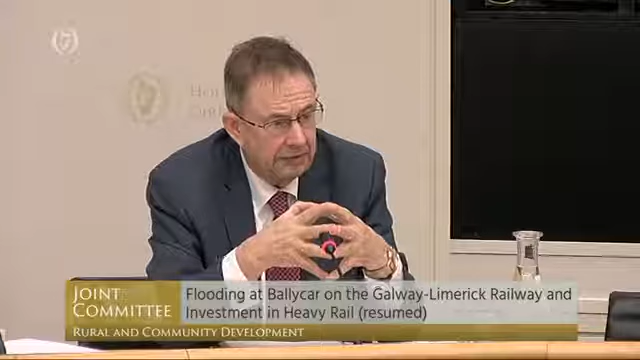 JOINT
COMMITTEE
Flooding at Ballycar on the Galway-Limerick Railway and
Investment in Heavy Rail (resumed)
RURAL AND COMMUNITY DEVELOPMENT